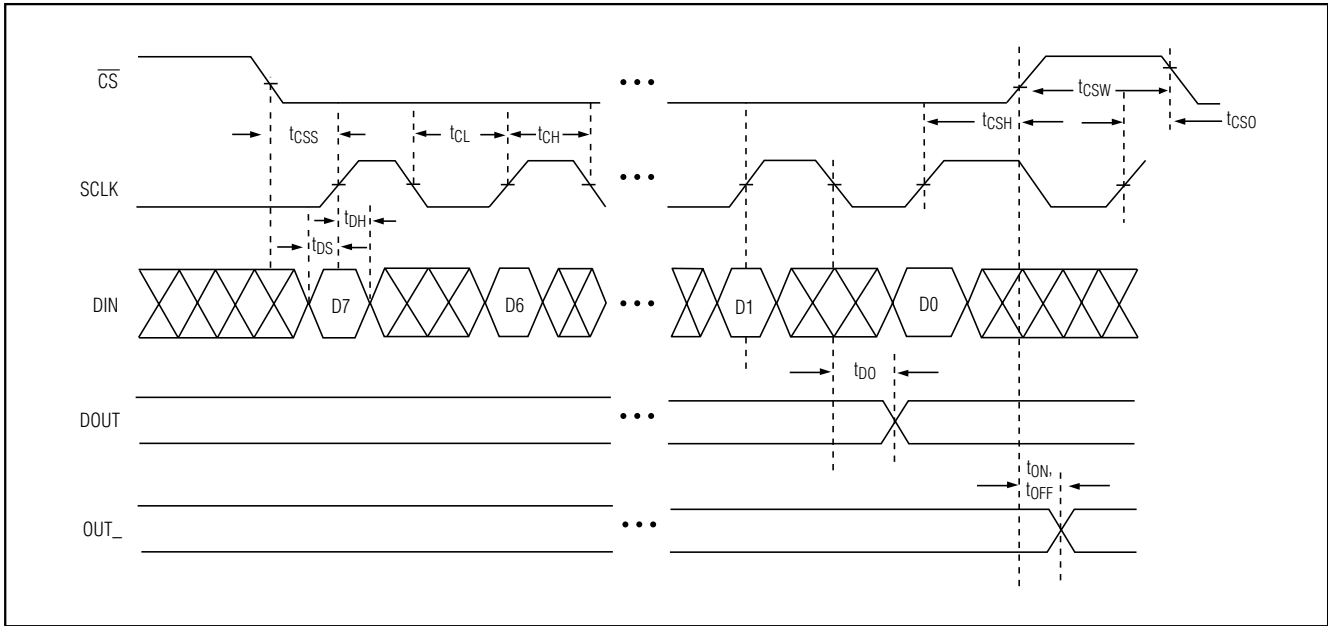 CS
tCSW
tCSS
tCL
tCH
tCSH
tCSO
SCLK
tDH
tDS
DIN
D7
D6
D1
D0
tDO
DOUT
tON,
tOFF
OUT_